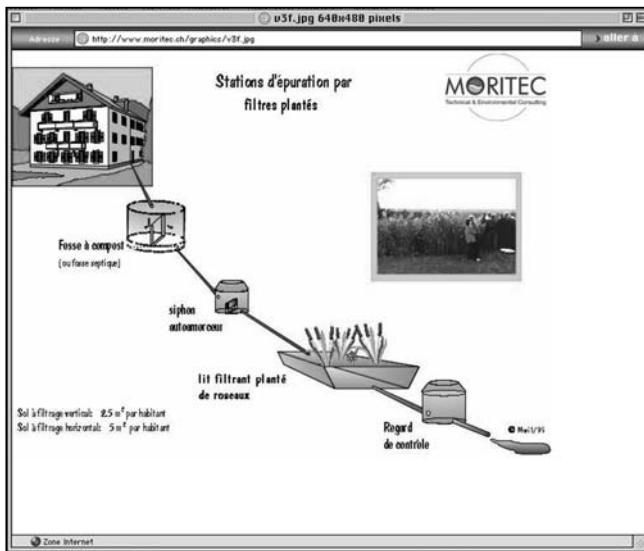 v3f.jpg 640x480 pixels
Adresse
http://www.moritec.ch/graphics/v3f.jpg
aller à
Stations d'épuration par
filtres plantés
MORITEC
Technical & Environmental Consulting
Fosse à compost
(ou fosse septique)
siphon
autoamorceur
lit filtrant planté
de roseaux
Sol à filtrage vertical: 2.5 m² par habitant
Sol à filtrage horizontal: 5 m² par habitant
Regard
de contrôle
Zone Internet